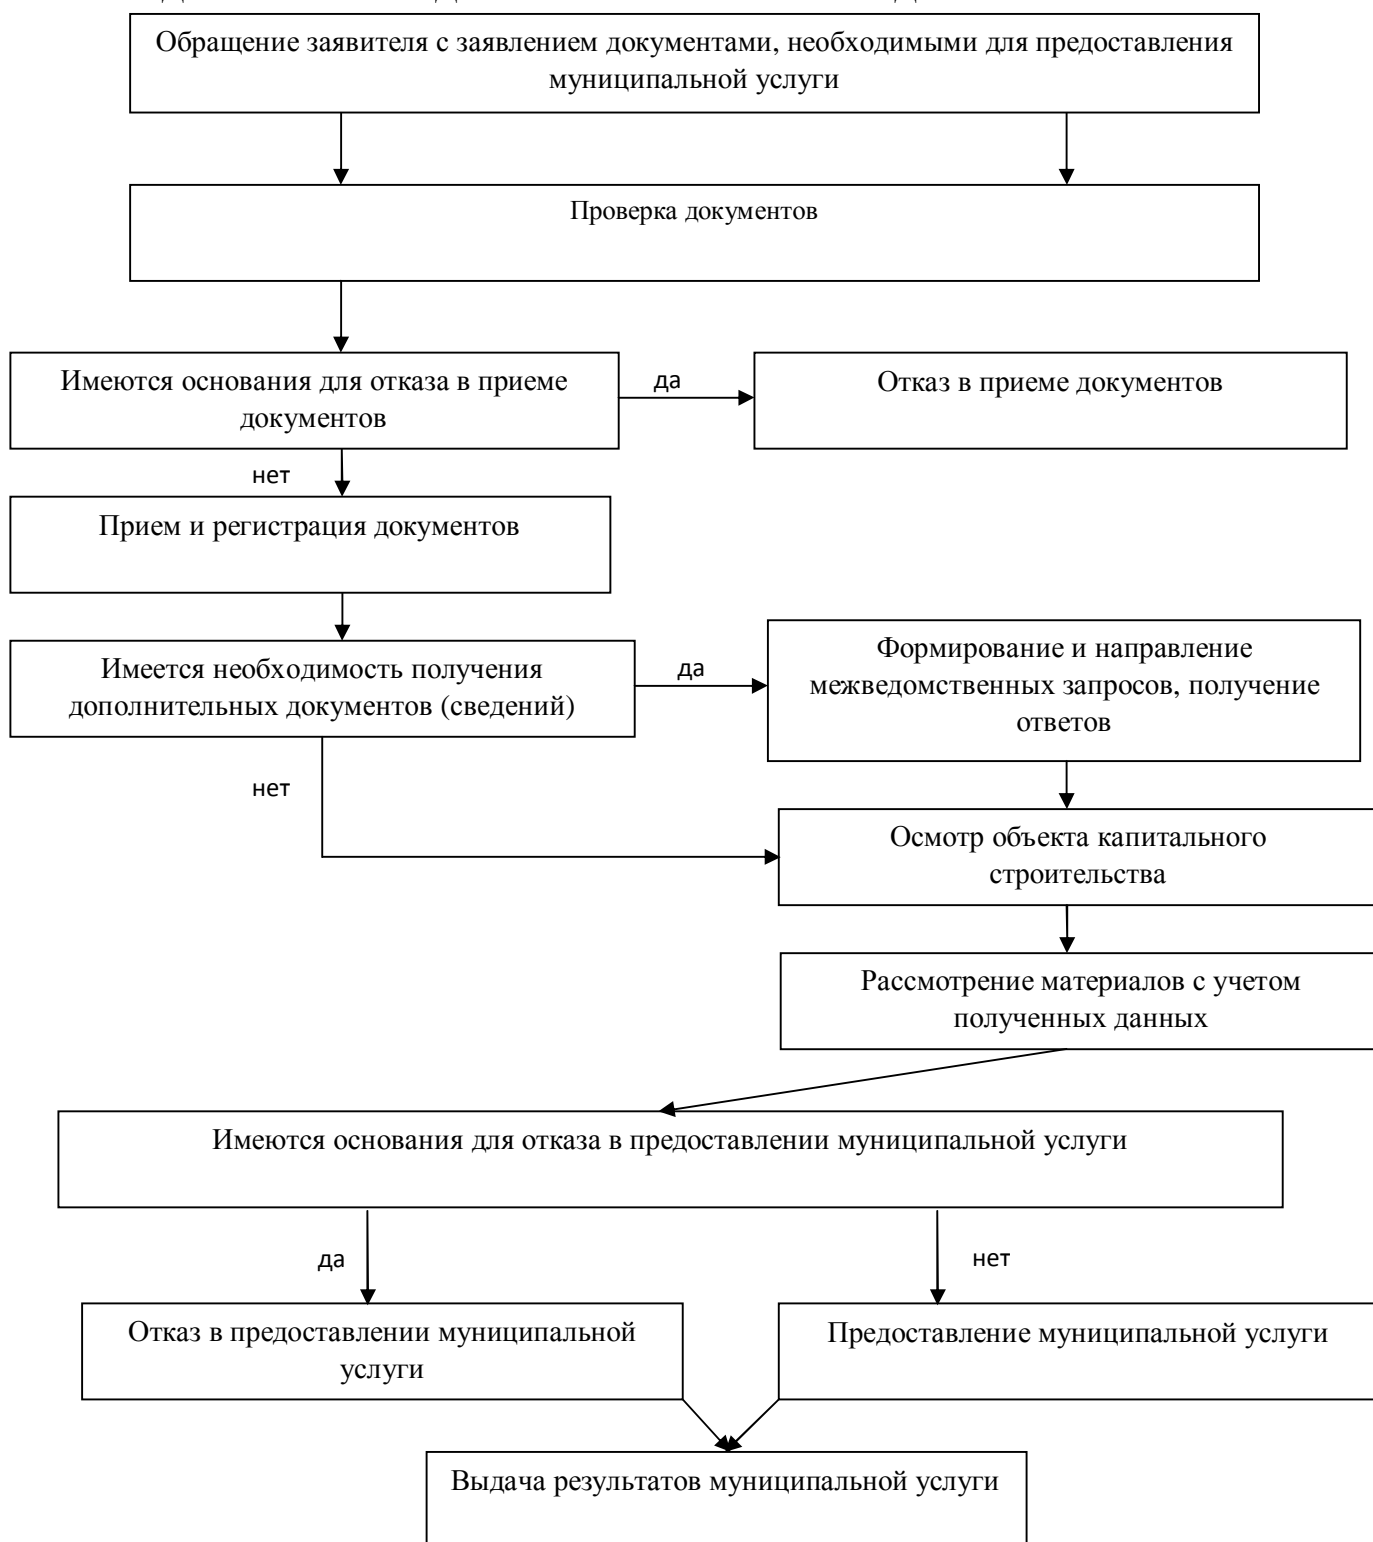 Обращение заявителя с заявлением документами, необходимыми для предоставления
муниципальной услуги
Проверка документов
Имеются основания для отказа в приеме
документов
да
Отказ в приеме документов
нет
Прием и регистрация документов
Имеется необходимость получения
дополнительных документов (сведений)
да
Формирование и направление
межведомственных запросов, получение
ответов
нет
Осмотр объекта капитального
строительства
Рассмотрение материалов с учетом
полученных данных
Имеются основания для отказа в предоставлении муниципальной услуги
да
нет
Отказ в предоставлении муниципальной
услуги
Предоставление муниципальной услуги
Выдача результатов муниципальной услуги